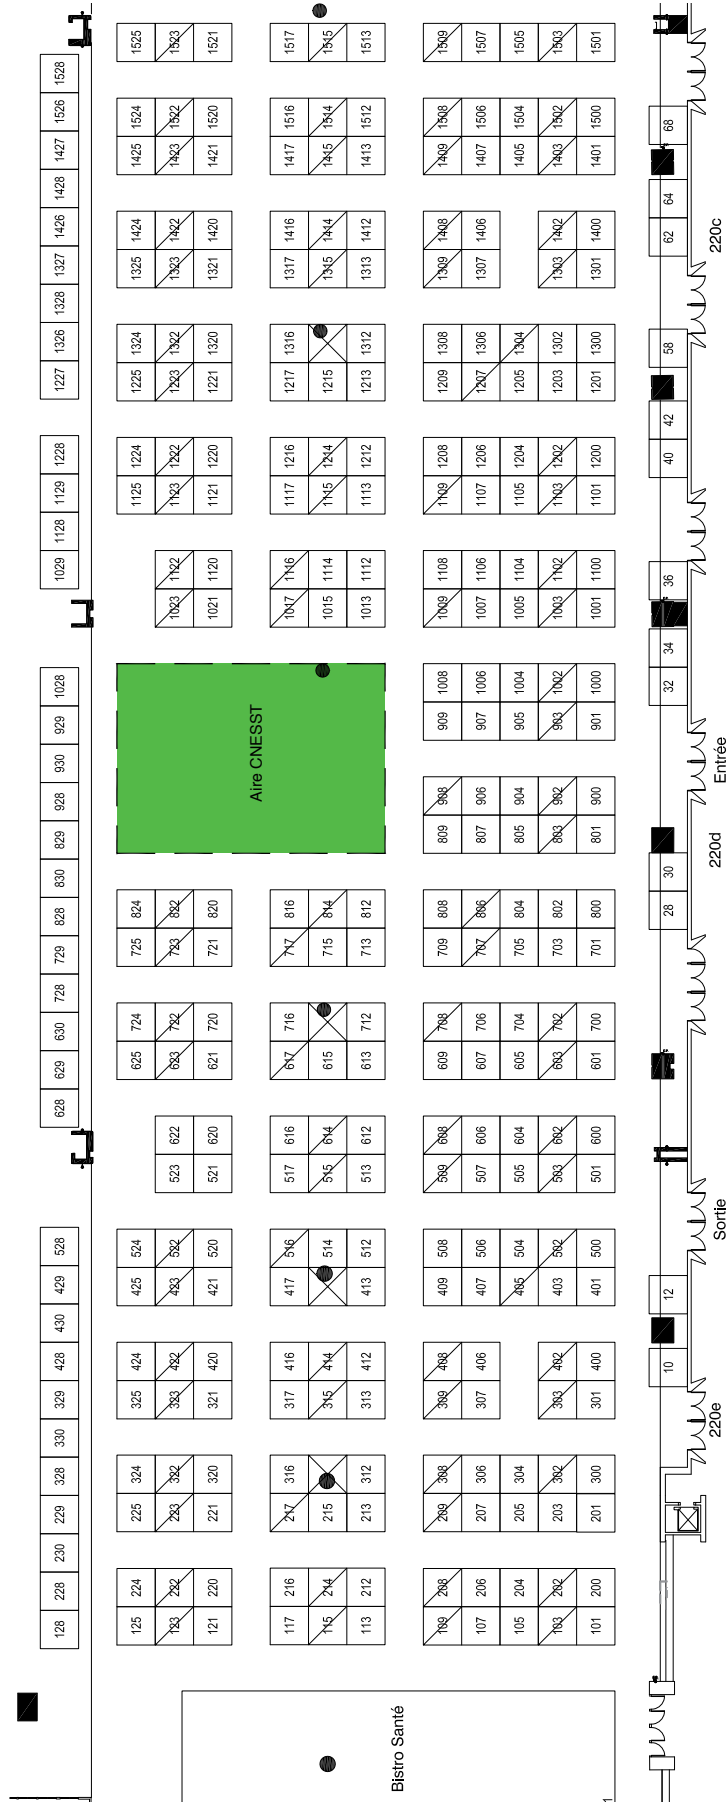 1525 1523 1521 1517 1515 1513 1509 1507 1505 1503 1501
1528
1526 1524 1522 1520 1516 1514 1512 1508 1506 1504 1502 1500 68
1427 1425 1423 1421 1417 1415 1413 1409 1407 1405 1403 1401
1428 64
1426 1424 1422 1420 1416 1414 1412 1408 1406 1402 1400 62 220c
1327 1325 1323 1321 1317 1315 1313 1309 1307 1303 1301
1328
1326 1324 1322 1320 1316 1312 1308 1306 1304 1302 1300 58
1227 1225 1223 1221 1217 1215 1213 1209 1207 1205 1203 1201
42
1228 1224 1222 1220 1216 1214 1212 1208 1206 1204 1202 1200 40
1129 1125 1123 1121 1117 1115 1113 1109 1107 1105 1103 1101
1128
1029 1122 1120 1116 1114 1112 1108 1106 1104 1102 1100 36
1023 1021 1017 1015 1013 1009 1007 1005 1003 1001
34
1028 1008 1006 1004 1002 1000 32
929 909 907 905 903 901
930 Aire CNESST Entrée
928 908 906 904 902 900
829 809 807 805 803 801 220d
830 30
828 824 822 820 816 814 812 808 806 804 802 800 28
729 725 723 721 717 715 713 709 707 705 703 701
728
630 724 722 720 716 712 708 706 704 702 700
629 625 623 621 617 615 613 609 607 605 603 601
628
622 620 616 614 612 608 606 604 602 600
523 521 517 515 513 509 507 505 503 501
Sortie
528 524 522 520 516 514 512 508 506 504 502 500
429 425 423 421 417 413 409 407 405 403 401 12
430
428 424 422 420 416 414 412 408 406 402 400 10
329 325 323 321 317 315 313 309 307 303 301
330 220e
328 324 322 320 316 312 308 306 304 302 300
229 225 223 221 217 215 213 209 207 205 203 201
230
228 224 222 220 216 214 212 208 206 204 202 200
128 125 123 121 117 115 113 109 107 105 103 101
Bistro Santé